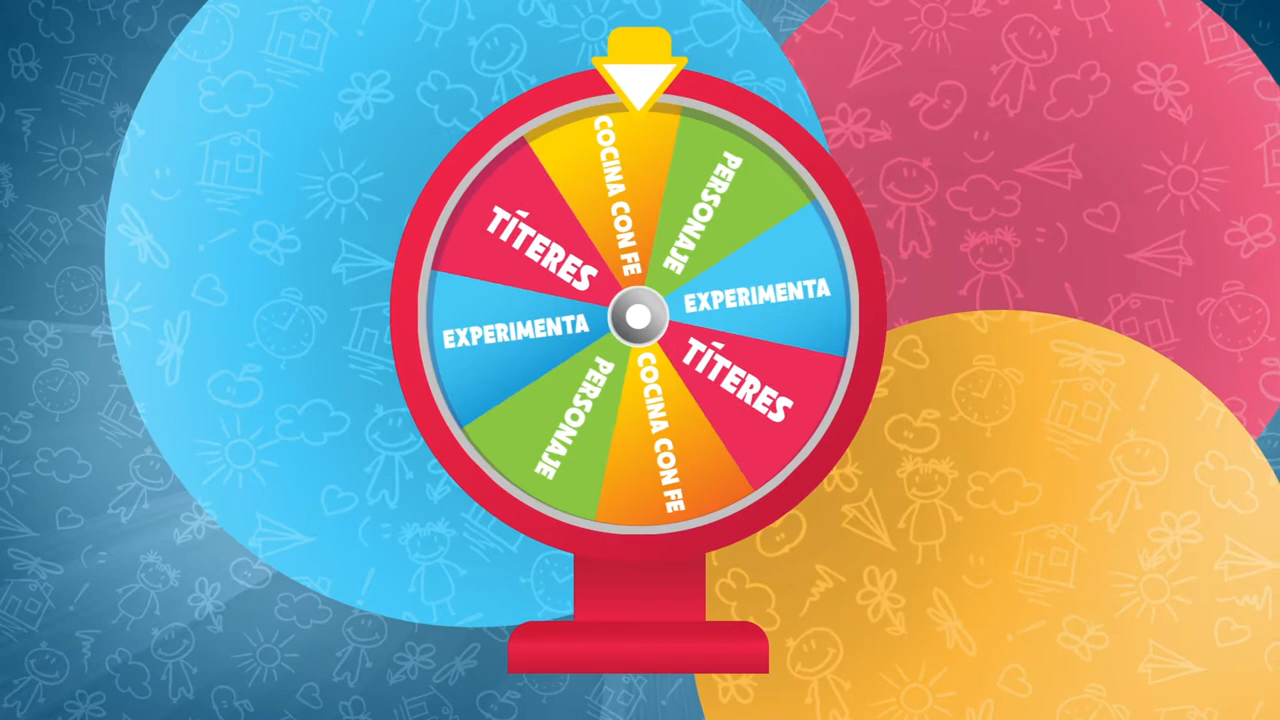 COCINA CON FE
PERSONAJE
EXPERIMENTA
TÍTERES
COCINA CON FE
PERSONAJE
EXPERIMENTA
TÍTERES